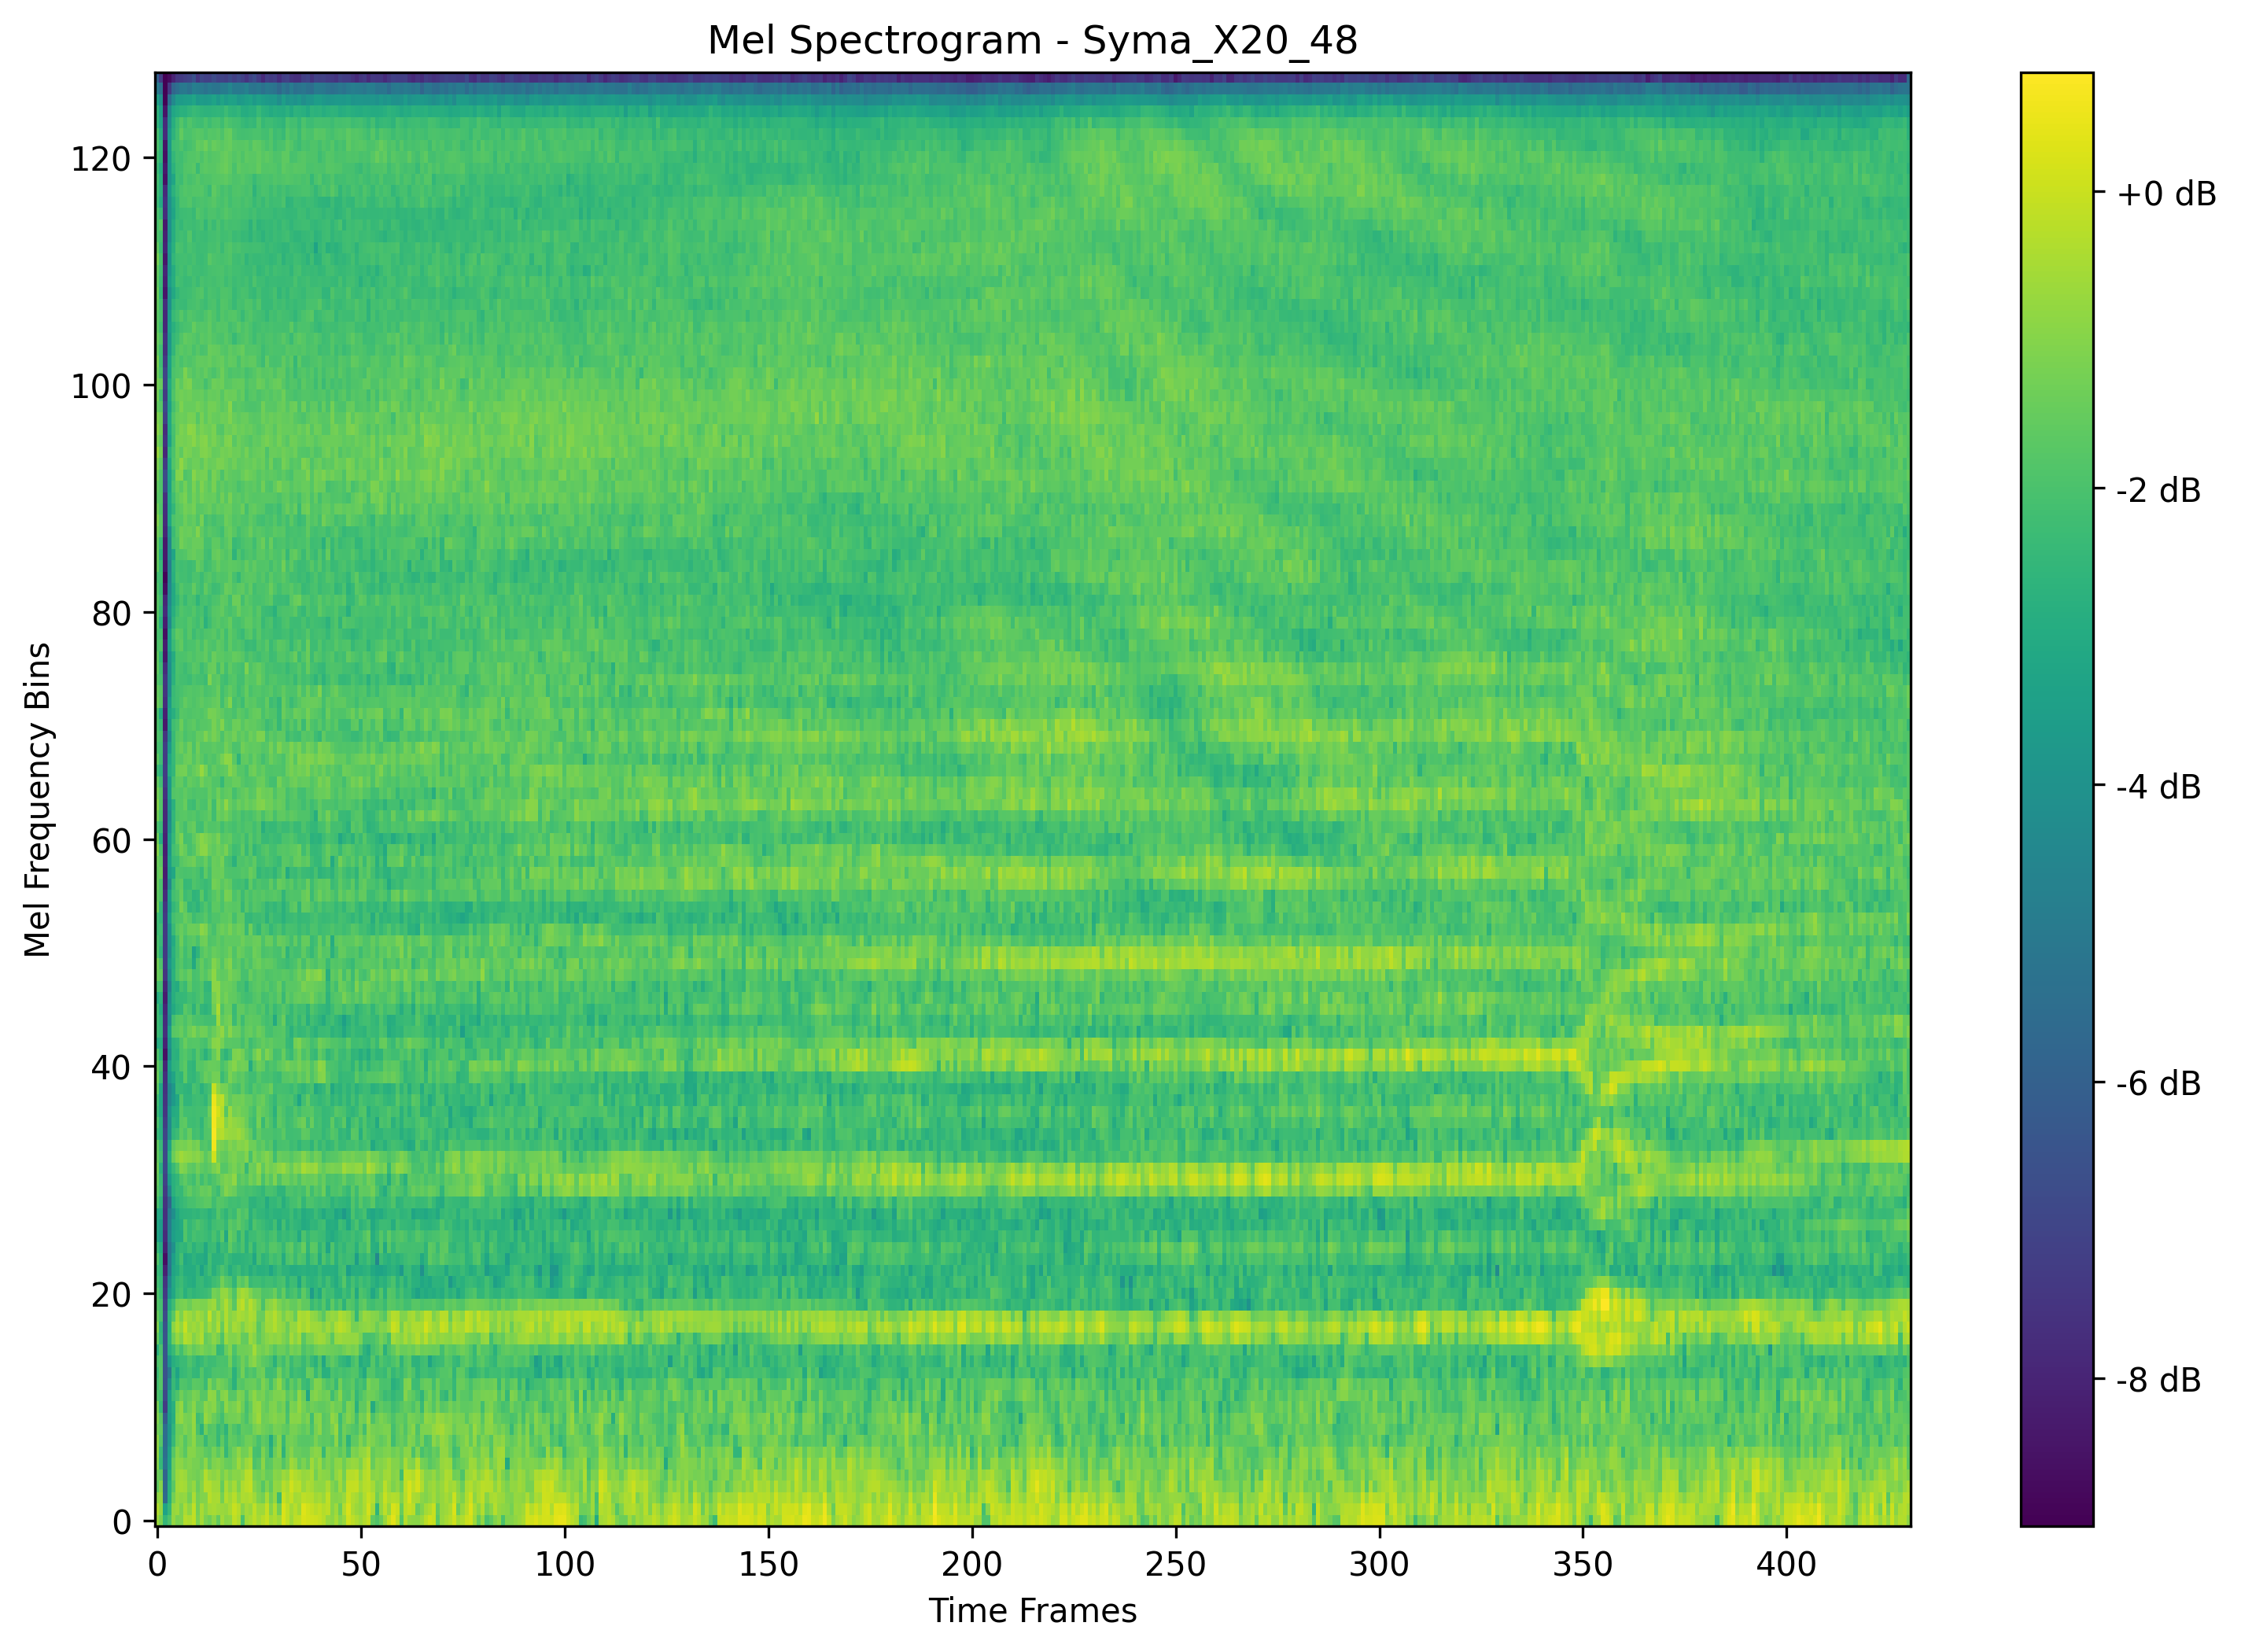 Mel Spectrogram - Syma_X20_48
Mel Frequency Bins
120
100
80
60
40
20
0
0 50 100 150 200 250 300 350 400
Time Frames
+0 dB
-2 dB
-4 dB
-6 dB
-8 dB